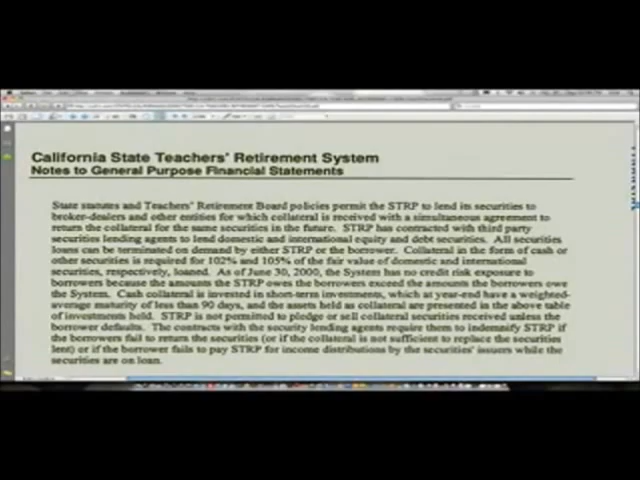 California State Teachers' Retirement System
Notes to General Purpose Financial Statements
State statutes and Teachers' Retirement Board policies permit the STRP to lend its securities to
broker-dealers and other entities for which collateral is received with a simultaneous agreement to
return the collateral for the same securities in the future. STRP has contracted with third party
securities lending agents to lend domestic and international equity and debt securities. All securities
loans can be terminated on demand by either STRP or the borrower. Collateral in the form of cash or
other securities is required for 102% and 105% of the fair value of domestic and international
securities, respectively, loaned. As of June 30, 2000, the System has no credit risk exposure to
borrowers because the amounts the STRP owes the borrowers exceed the amounts the borrowers owe
the System. Cash collateral is invested in short-term investments, which at year-end have a weighted-
average maturity of less than 90 days, and the assets held as collateral are presented in the above table
of investments held. STRP is not permitted to pledge or sell collateral securities received unless the
borrower defaults. The contracts with the security lending agents require them to indemnify STRP if
the borrowers fail to return the securities (or if the collateral is not sufficient to replace the securities
lent) or if the borrower fails to pay STRP for income distributions by the securities' issuers while the
securities are on loan.